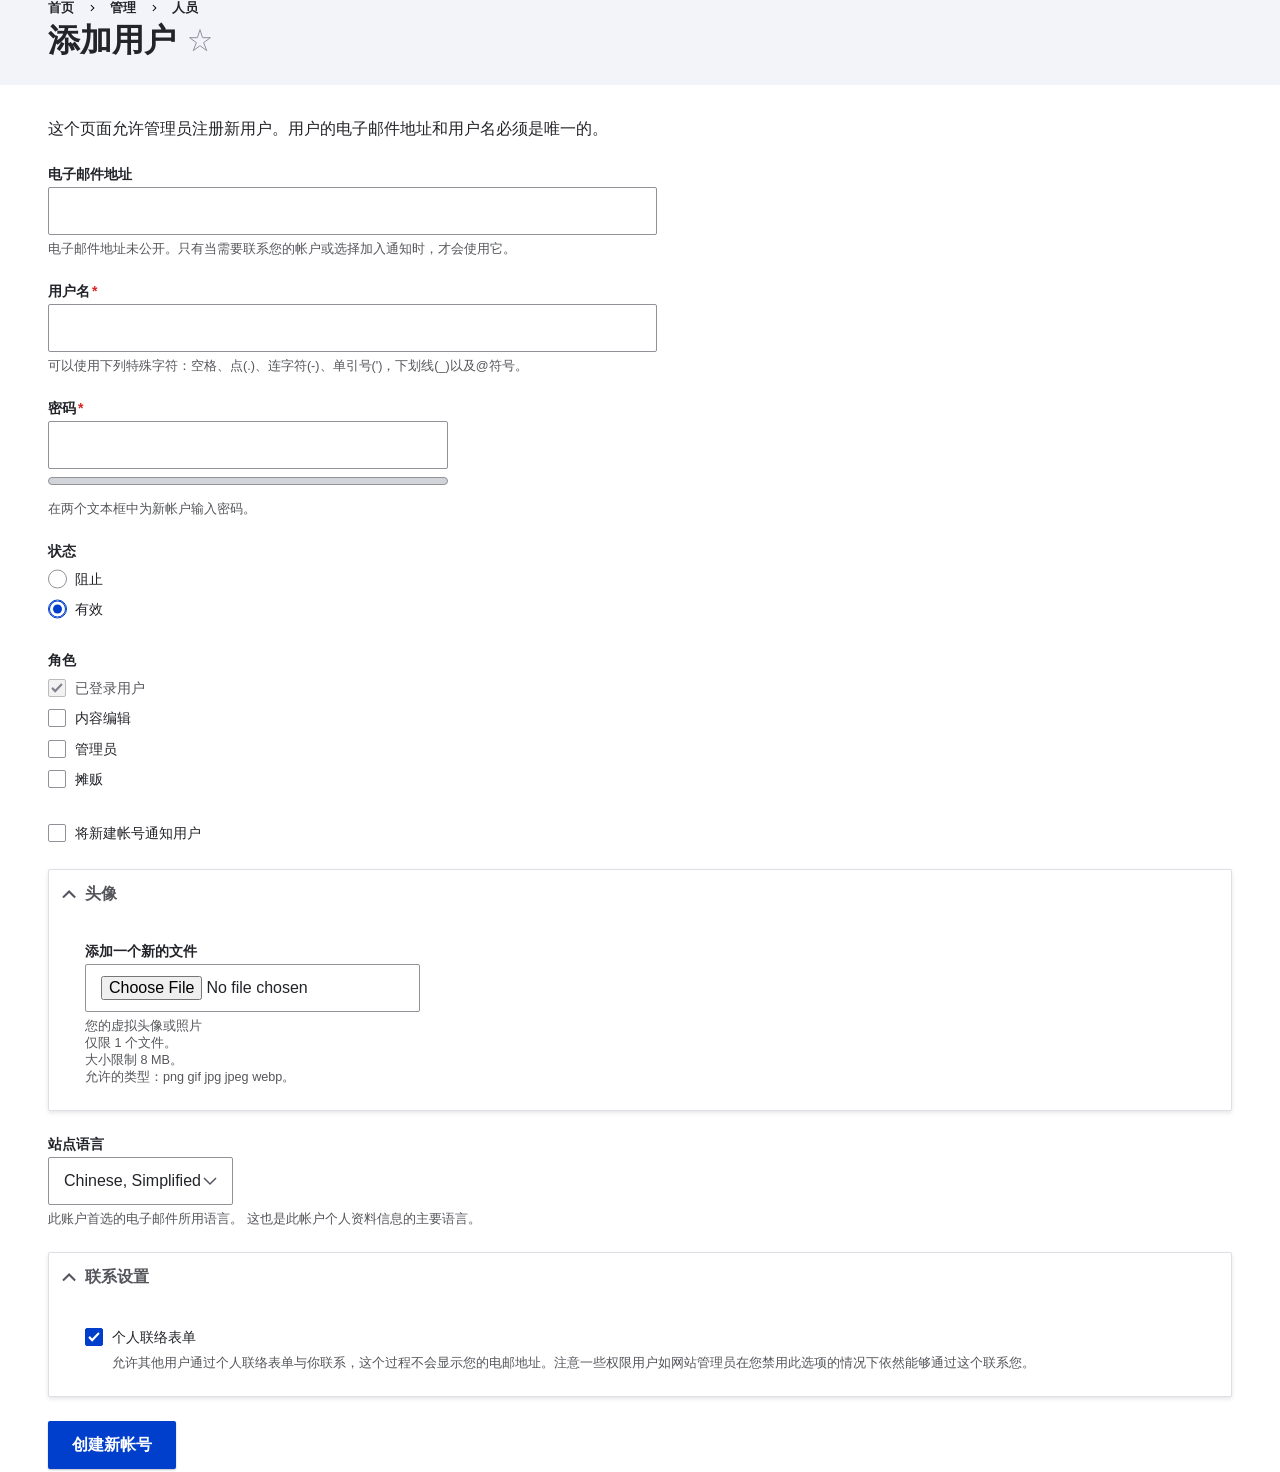 首页 › 管理 › 人员
添加用户 ☆
这个页面允许管理员注册新用户。用户的电子邮件地址和用户名必须是唯一的。
电子邮件地址
电子邮件地址未公开。只有当需要联系您的帐户或选择加入通知时，才会使用它。
用户名*
可以使用下列特殊字符：空格、点(.)、连字符(-)、单引号(')，下划线(_)以及@符号。
密码*
在两个文本框中为新帐户输入密码。
状态
阻止
有效
角色
已登录用户
内容编辑
管理员
摊贩
将新建帐号通知用户
头像
添加一个新的文件
Choose File No file chosen
您的虚拟头像或照片
仅限 1 个文件。
大小限制 8 MB。
允许的类型：png gif jpg jpeg webp。
站点语言
Chinese, Simplified
此账户首选的电子邮件所用语言。 这也是此帐户个人资料信息的主要语言。
联系设置
个人联络表单
允许其他用户通过个人联络表单与你联系，这个过程不会显示您的电邮地址。注意一些权限用户如网站管理员在您禁用此选项的情况下依然能够通过这个联系您。
创建新帐号